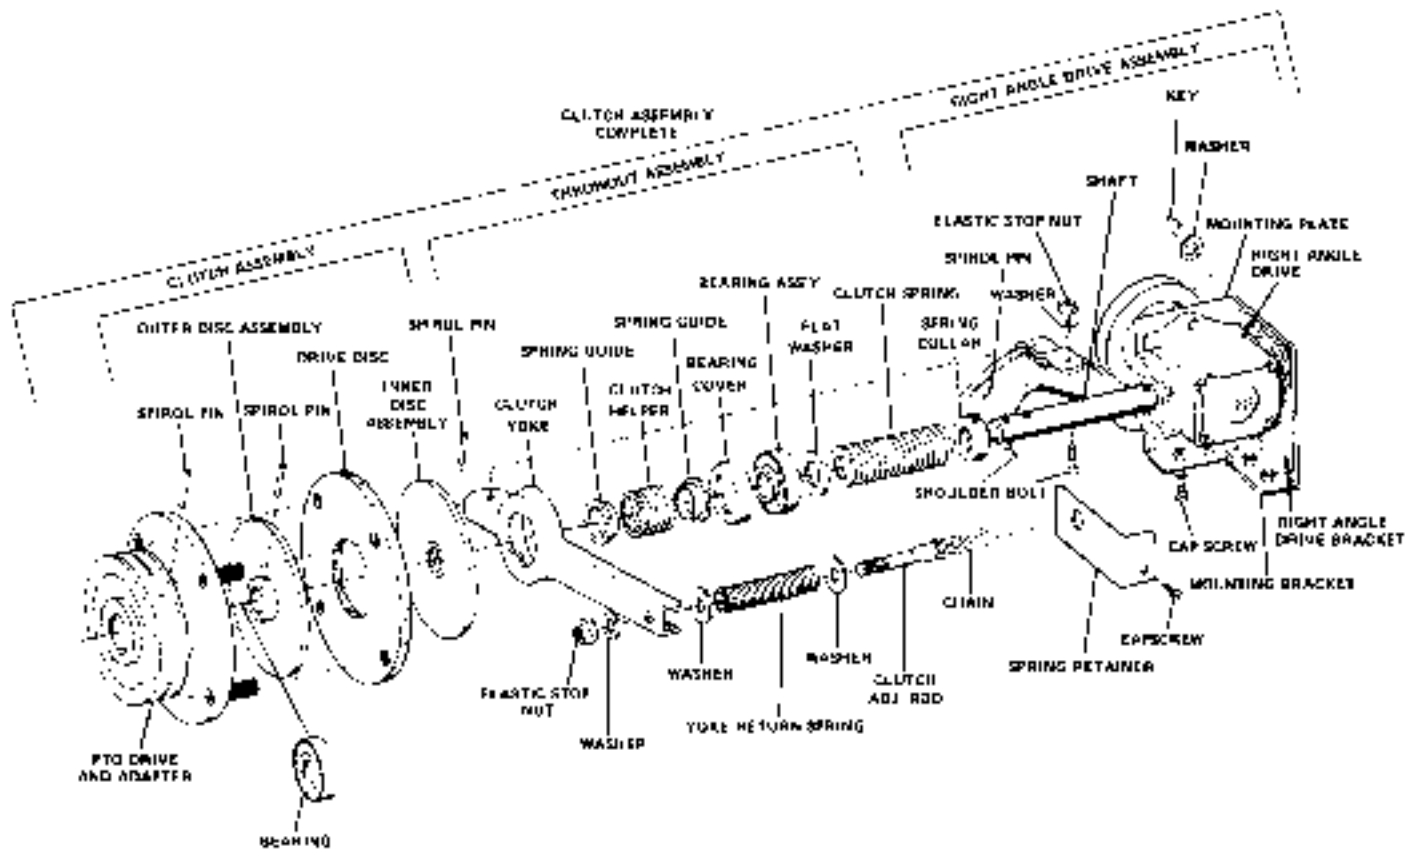 RIGHT ANGLE DRIVE ASSEMBLY
KEY
CLUTCH ASSEMBLY
COMPLETE
WASHER
THROWOUT ASSEMBLY
SHAFT
ELASTIC STOP NUT
MOUNTING PLATE
CLUTCH ASSEMBLY
SPIROL PIN
RIGHT ANGLE
DRIVE
BEARING ASSY
CLUTCH SPRING
WASHER
OUTER DISC ASSEMBLY
SPIROL PIN
SPRING GUIDE
FLAT
WASHER
SPRING
COLLAR
DRIVE DISC
SPRING GUIDE
BEARING
COVER
INNER
DISC
ASSEMBLY
CLUTCH
HELPER
SPIROL PIN
SPIROL PIN
CLUTCH
YOKE
SHOULDER BOLT
RIGHT ANGLE
DRIVE BRACKET
CAP SCREW
MOUNTING BRACKET
CHAIN
CAPSCREW
SPRING RETAINER
WASHER
WASHER
CLUTCH
ADJ. ROD
ELASTIC STOP
NUT
YOKE RETURN SPRING
WASHER
PTO DRIVE
AND ADAPTER
BEARING